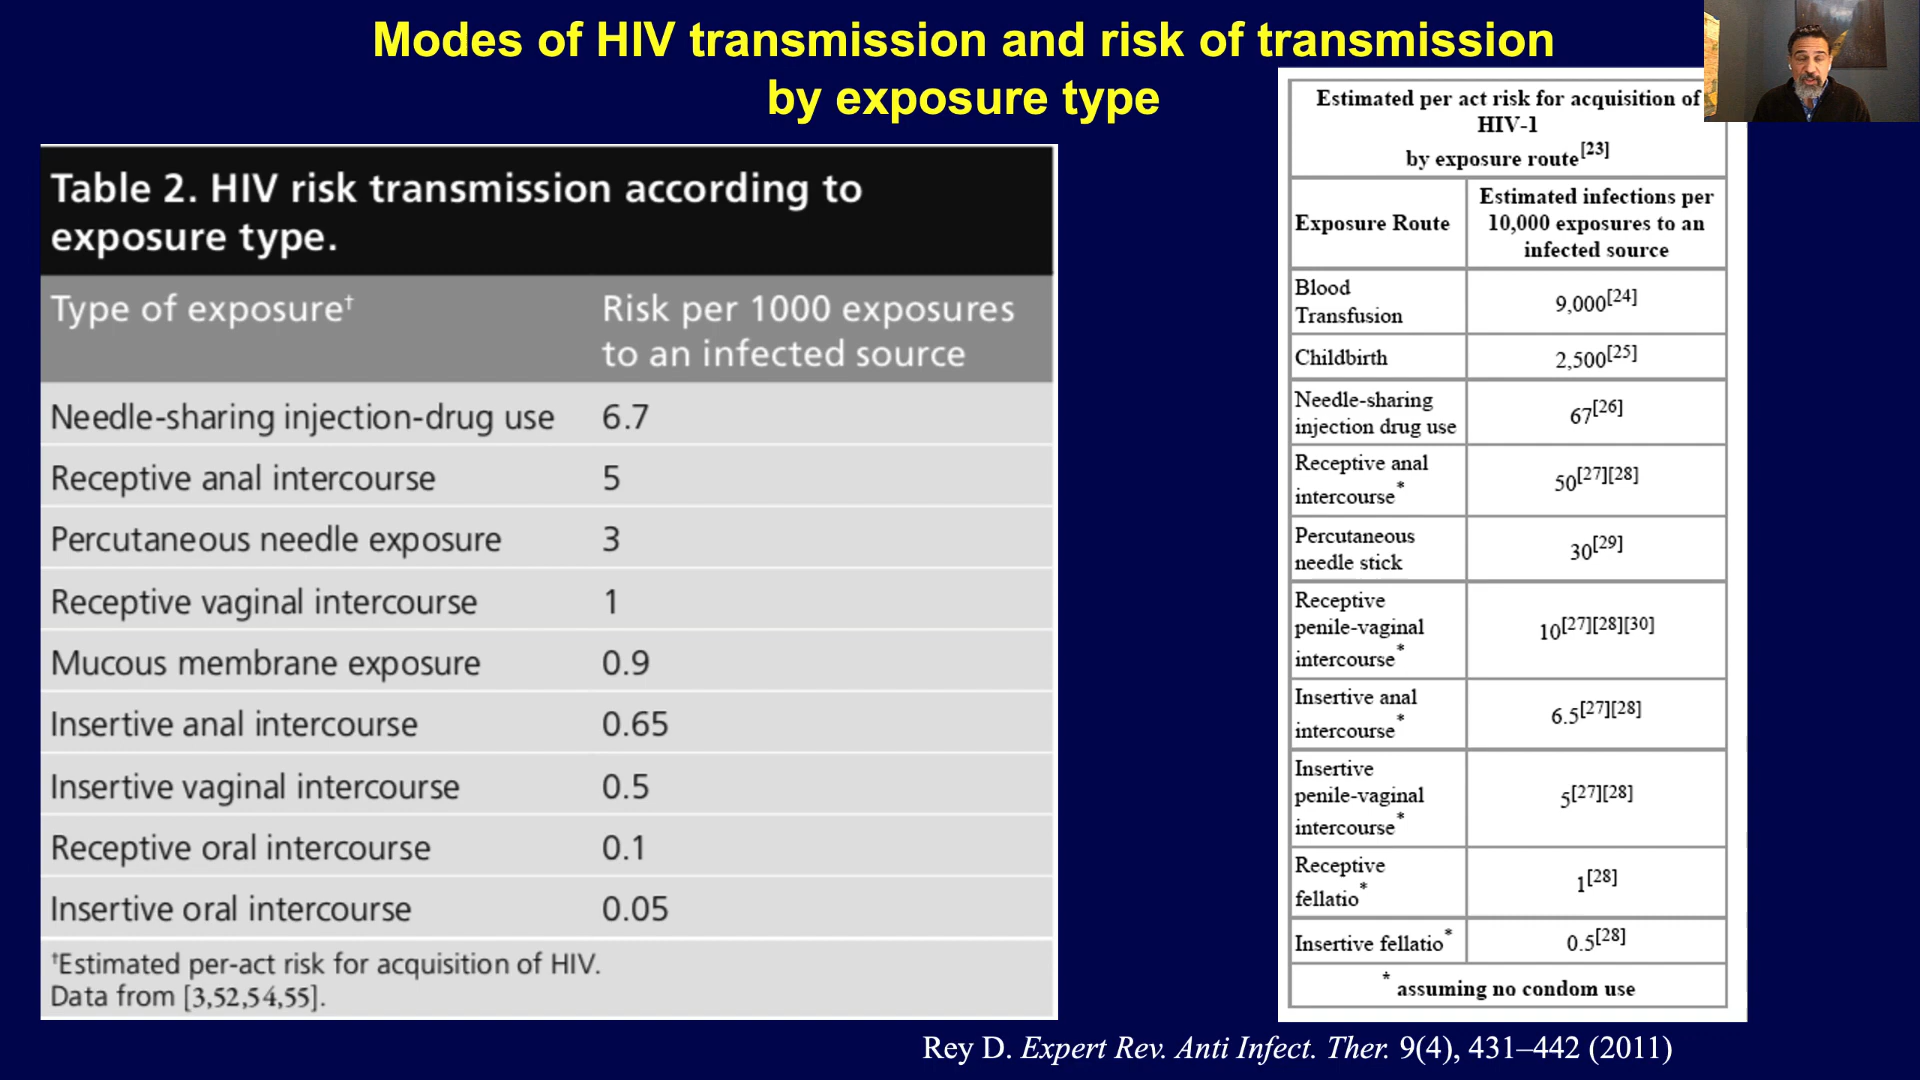 Modes of HIV transmission and risk of transmission
by exposure type
Table 2. HIV risk transmission according to
exposure type.
Type of exposure†
Risk per 1000 exposures
to an infected source
Needle-sharing injection-drug use 6.7
Receptive anal intercourse 5
Percutaneous needle exposure 3
Receptive vaginal intercourse 1
Mucous membrane exposure 0.9
Insertive anal intercourse 0.65
Insertive vaginal intercourse 0.5
Receptive oral intercourse 0.1
Insertive oral intercourse 0.05
†Estimated per-act risk for acquisition of HIV.
Data from [3,52,54,55].
Estimated per act risk for acquisition of
HIV-1
by exposure route[23]
Exposure Route
Estimated infections per
10,000 exposures to an
infected source
Blood
Transfusion
9,000[24]
Childbirth 2,500[25]
Needle-sharing
injection drug use
67[26]
Receptive anal
intercourse*
50[27][28]
Percutaneous
needle stick
30[29]
Receptive
penile-vaginal
intercourse*
10[27][28][30]
Insertive anal
intercourse*
6.5[27][28]
Insertive
penile-vaginal
intercourse*
5[27][28]
Receptive
fellatio*
1[28]
Insertive fellatio* 0.5[28]
* assuming no condom use
Rey D. Expert Rev. Anti Infect. Ther. 9(4), 431–442 (2011)